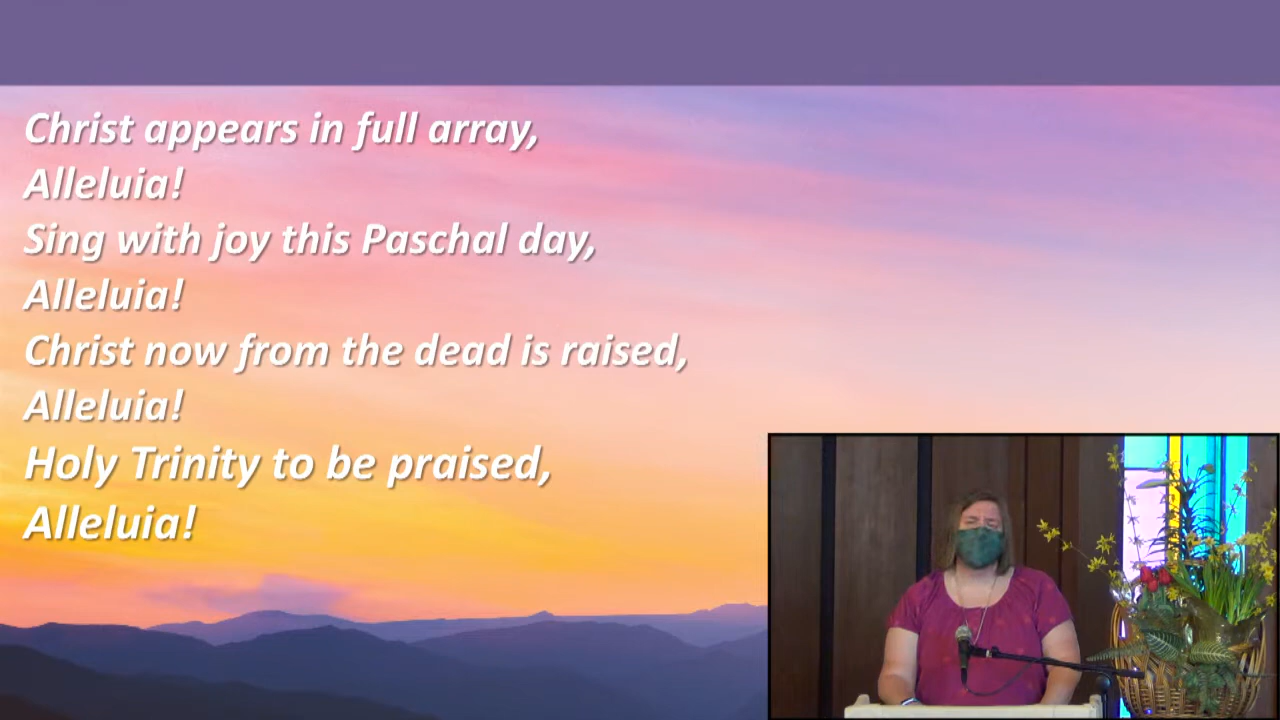 Christ appears in full array,
Alleluia!
Sing with joy this Paschal day,
Alleluia!
Christ now from the dead is raised,
Alleluia!
Holy Trinity to be praised,
Alleluia!